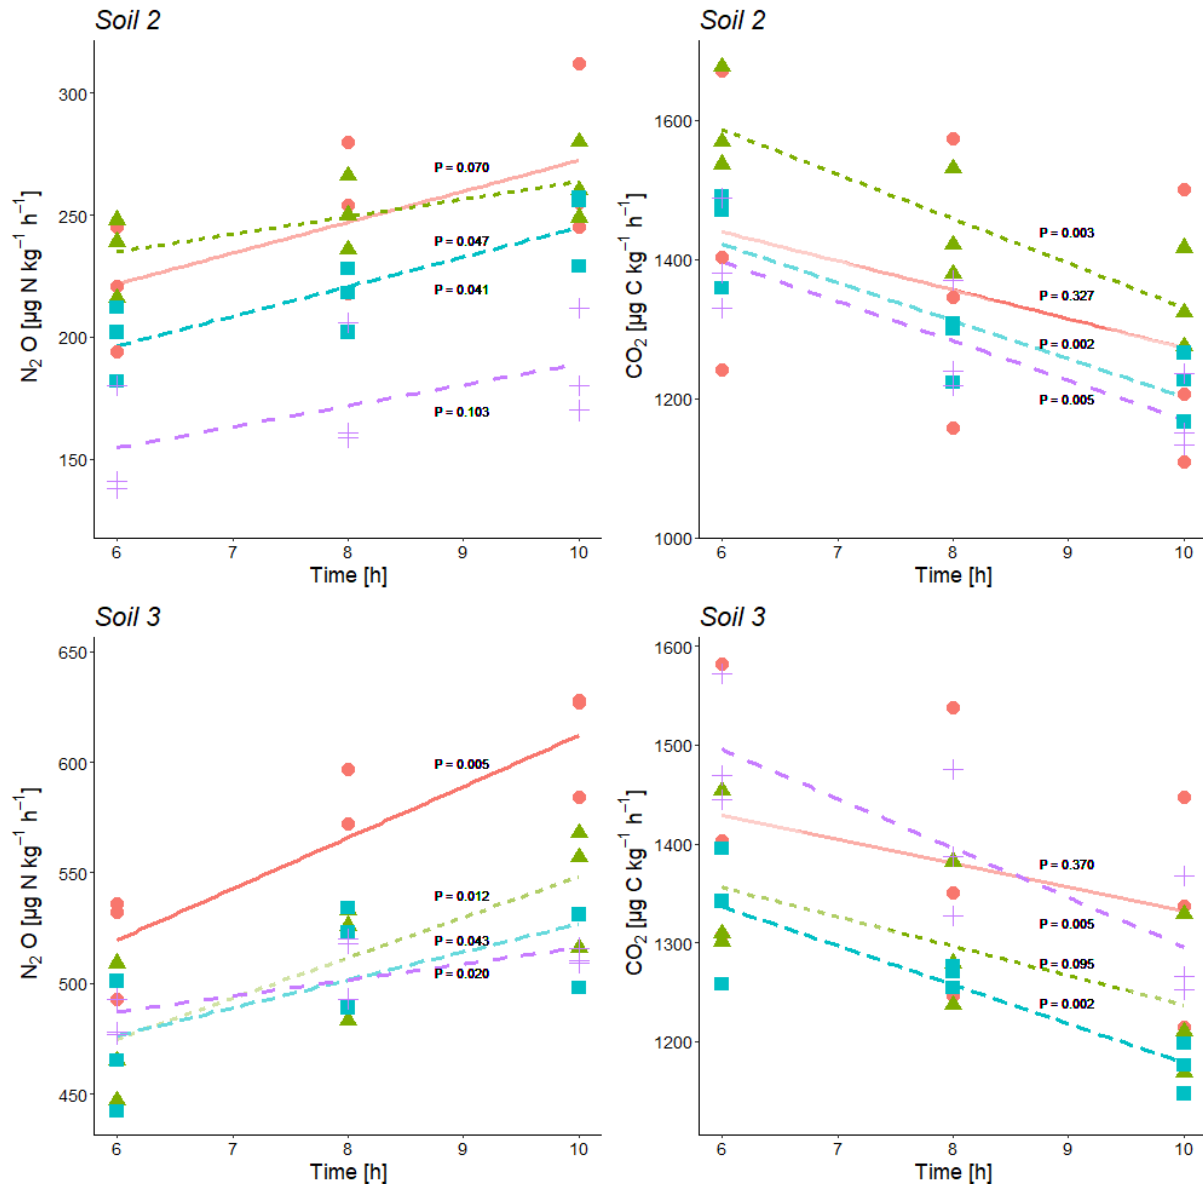 Soil 2
N₂ O [µg N kg⁻¹ h⁻¹]
300
250
200
150
P = 0.070
P = 0.047
P = 0.041
P = 0.103
6 7 8 9 10
Time [h]
Soil 2
CO₂ [µg C kg⁻¹ h⁻¹]
1600
1400
1200
1000
P = 0.003
P = 0.327
P = 0.002
P = 0.005
6 7 8 9 10
Time [h]
Soil 3
N₂ O [µg N kg⁻¹ h⁻¹]
650
600
550
500
450
P = 0.005
P = 0.012
P = 0.043
P = 0.020
6 7 8 9 10
Time [h]
Soil 3
CO₂ [µg C kg⁻¹ h⁻¹]
1600
1500
1400
1300
1200
P = 0.370
P = 0.005
P = 0.095
P = 0.002
6 7 8 9 10
Time [h]